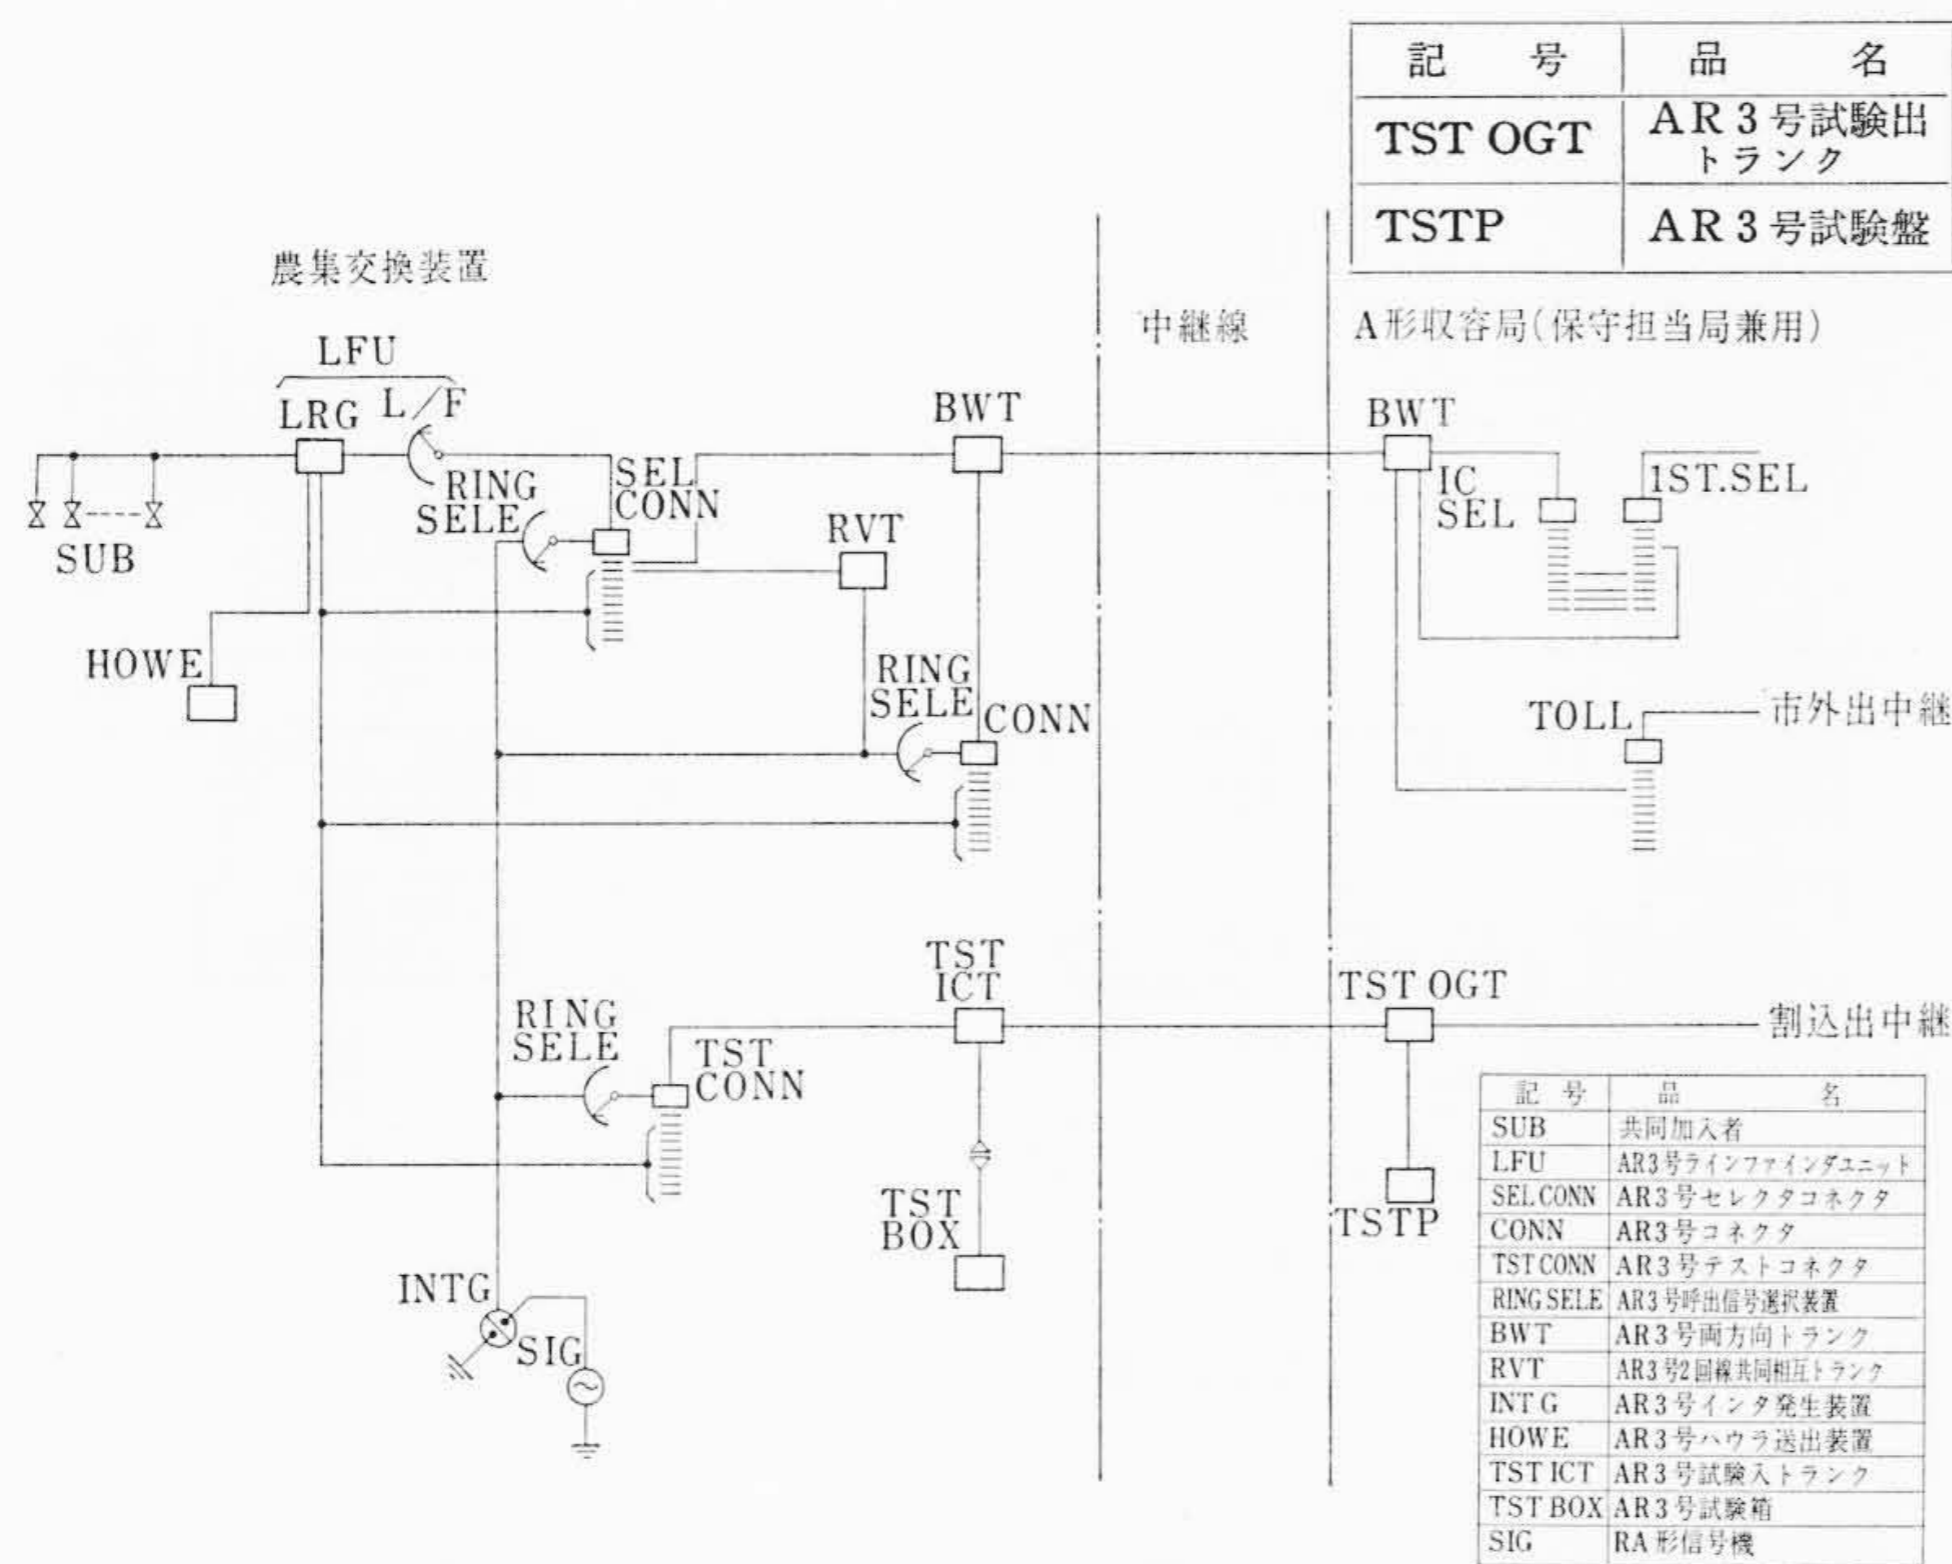 記 号 品 名
TST OGT AR3号試験出
トランク
TSTP AR3号試験盤
農集交換装置
中継線
A形収容局(保守担当局兼用)
LFU
LRG
L/F
BWT
BWT
RING
SELE
SEL
CONN
IC
SEL
1ST.SEL
SUB
RVT
HOWE
RING
SELE
CONN
TOLL
市外出中継
TST
ICT
TST OGT
割込出中継
RING
SELE
TST
CONN
TST
BOX
TSTP
INTG
SIG
記 号 品 名
SUB 共同加入者
LFU AR3号ラインファインダユニット
SEL CONN AR3号セレクタコネクタ
CONN AR3号コネクタ
TST CONN AR3号テストコネクタ
RING SELE AR3号呼出信号選択装置
BWT AR3号両方向トランク
RVT AR3号2回線共同相互トランク
INT G AR3号インタ発生装置
HOWE AR3号ハウラ送出装置
TST ICT AR3号試験入トランク
TST BOX AR3号試験箱
SIG RA形信号機